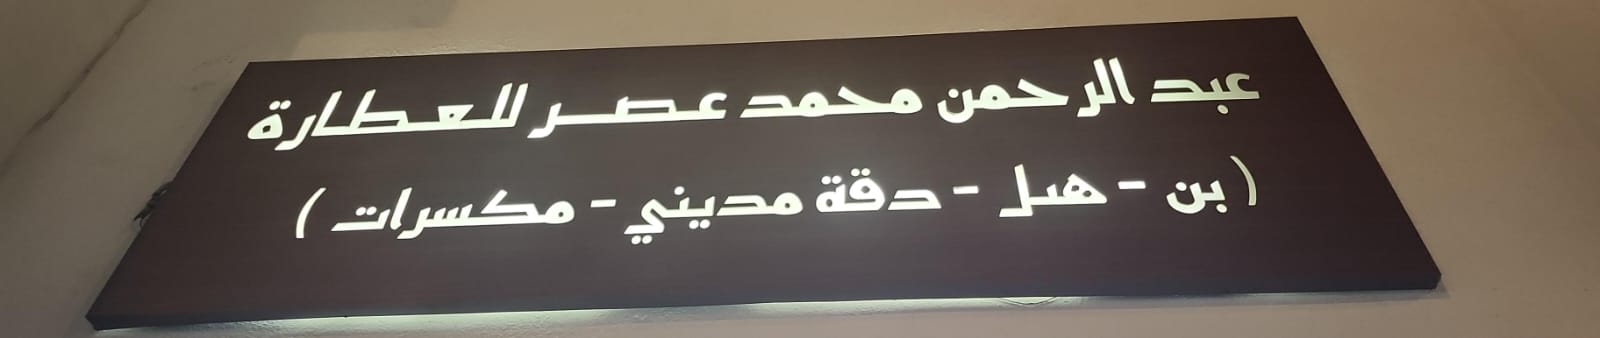 عبد الرحمن محمد عصر للعطارة
( بن - هيل - دقة مديني - مكسرات )